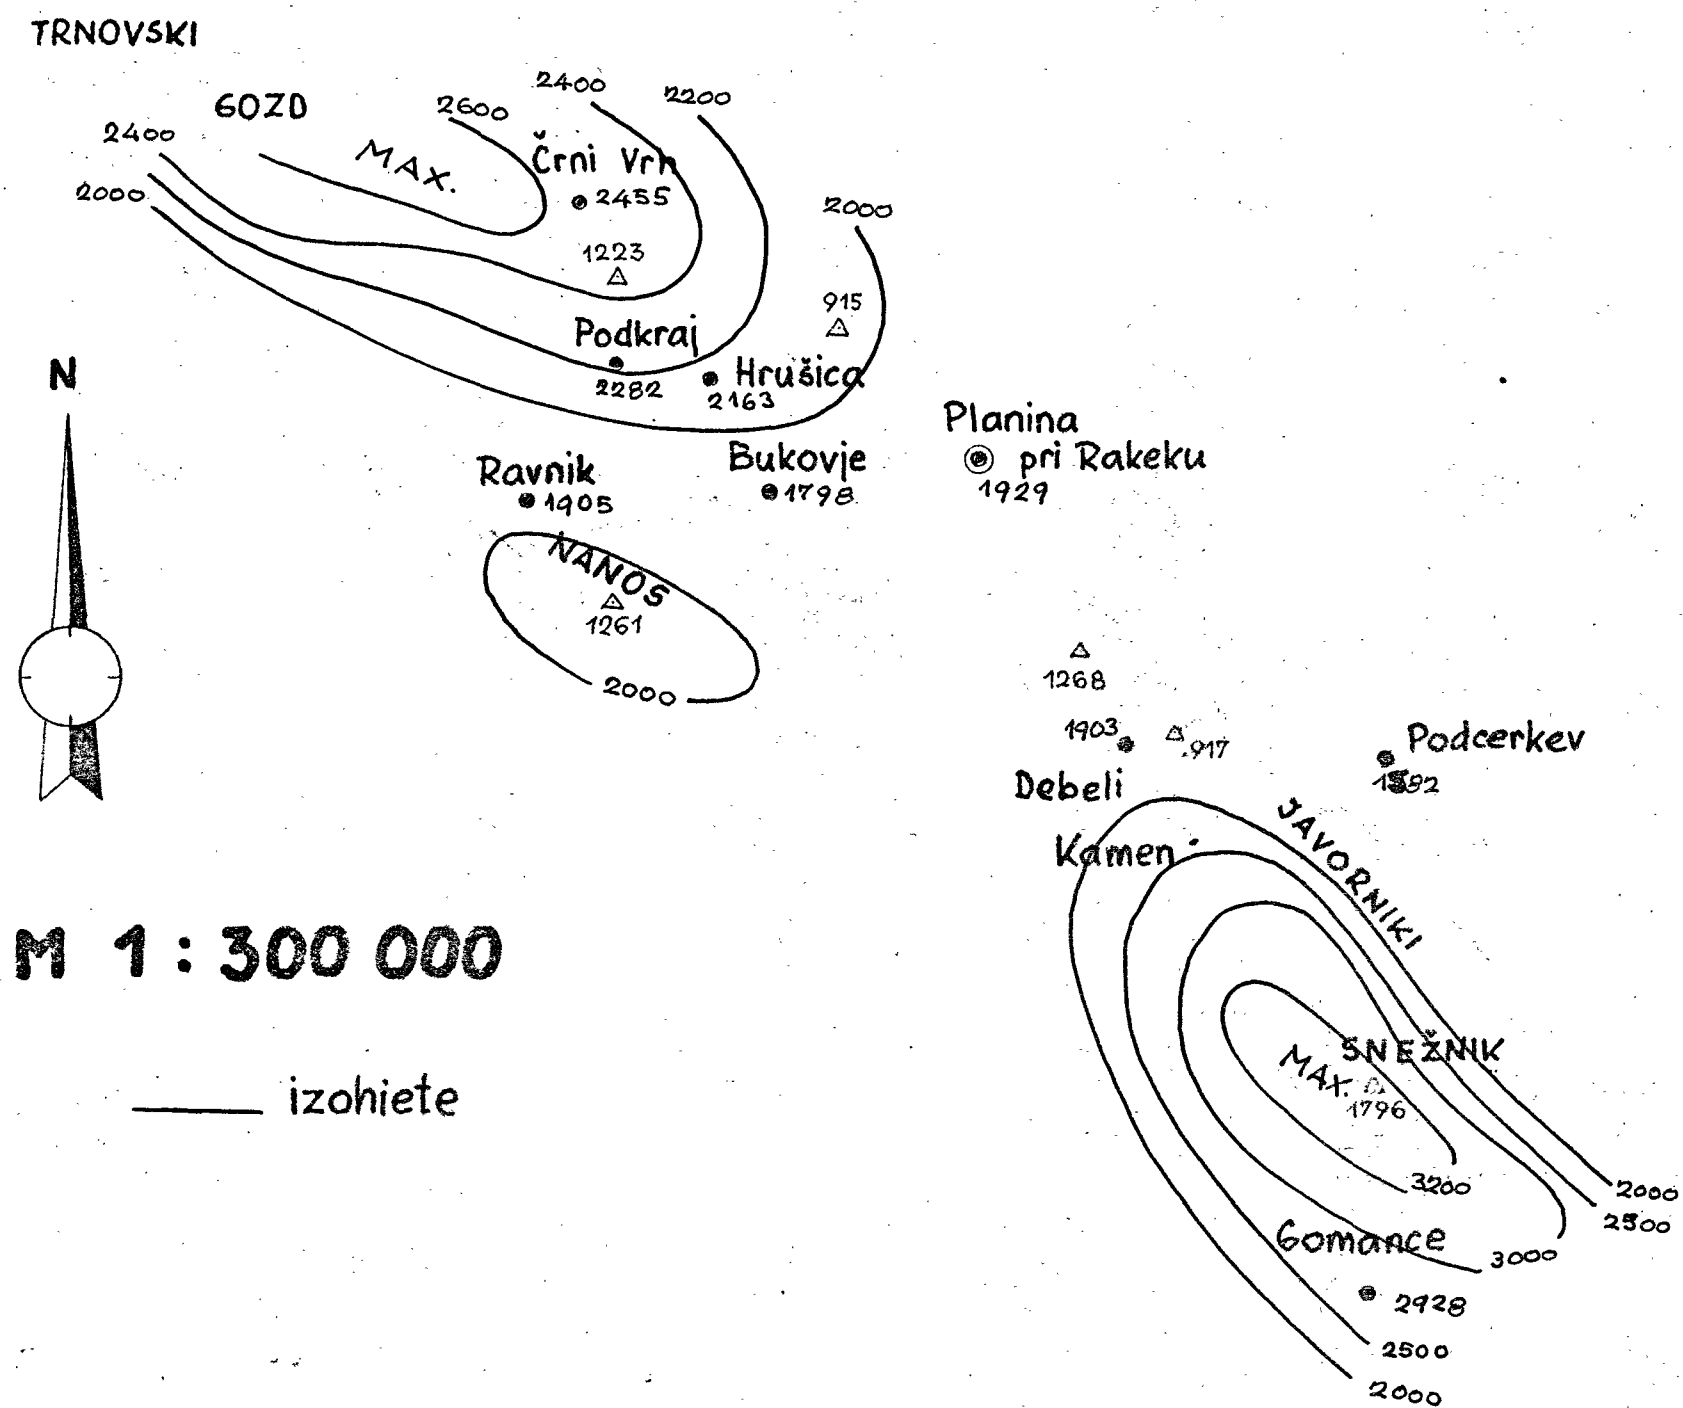 TRNOVSKI
GOZD
2400
2600
2400
2200
MAX.
Črni Vrh
2455
2000
2000
1223
915
Podkraj
2282
Hrušica
2163
N
Planina
pri Rakeku
1929
Ravnik
1905
Bukovje
1798
NANOS
1261
2000
1268
1903
917
Podcerkev
Debeli
Kamen
JAVORNIKI
M 1:300 000
SNEŽNIK
MAX.
1796
izohiete
3200
2000
2500
Gomance
3000
2928
2500
2000